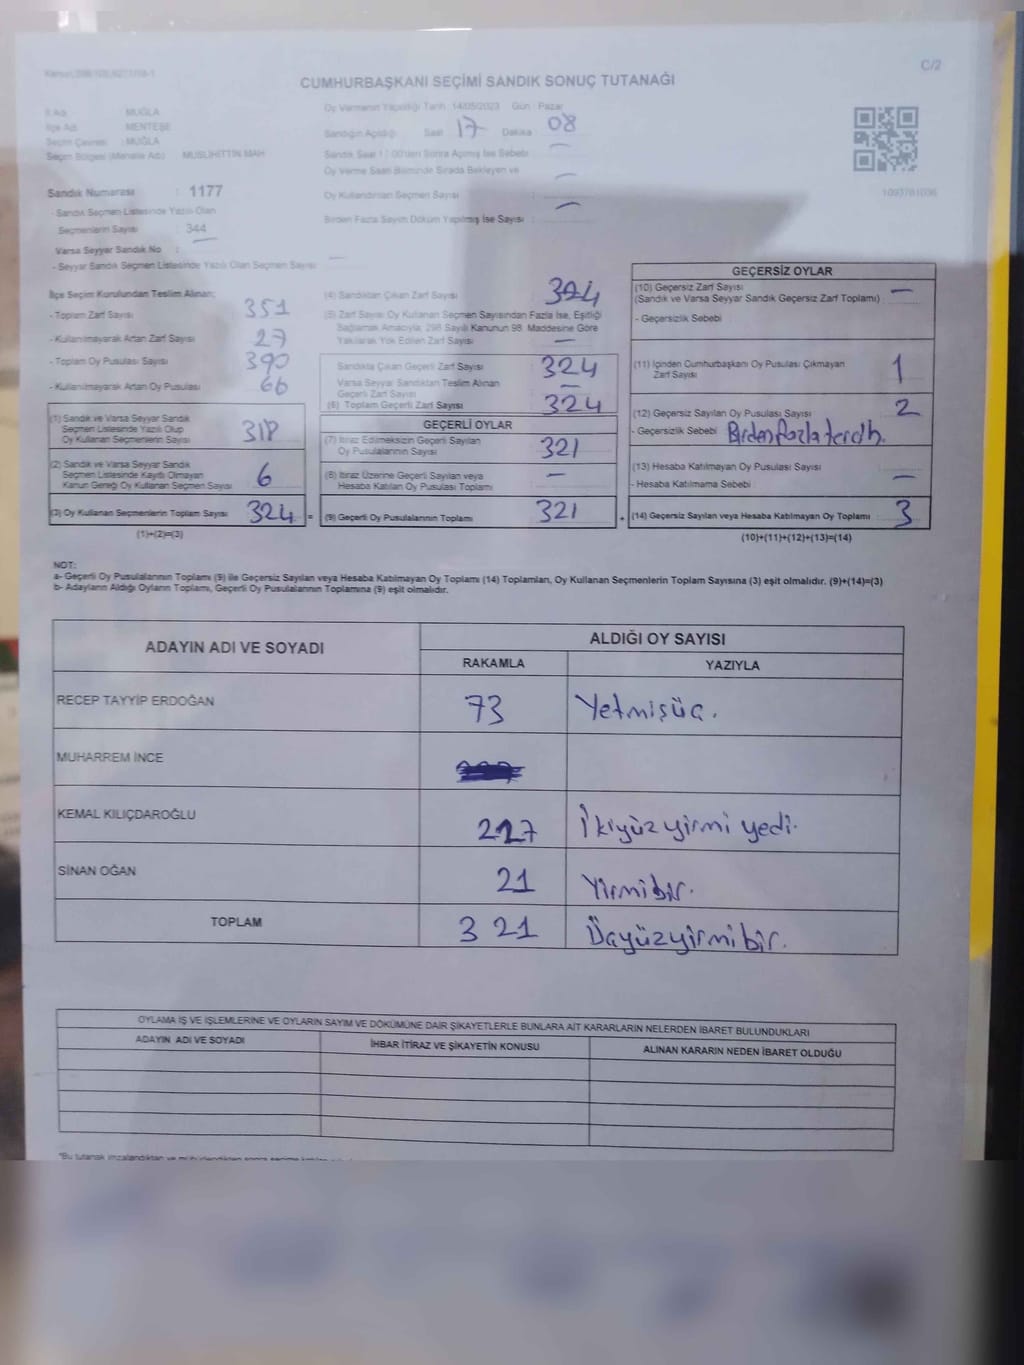 C/2
CUMHURBAŞKANI SEÇİMİ SANDIK SONUÇ TUTANAĞI
İl Adı : MUĞLA
İlçe Adı : MENTEŞE
Seçim Çevresi : MUĞLA
Seçim Bölgesi (Mahalle Adı) : MUSLİHİTTİN MAH
Sandık Numarası : 1177
- Sandık Seçmen Listesinde Yazılı Olan
Seçmenlerin Sayısı : 344
Varsa Seyyar Sandık No :
- Seyyar Sandık Seçmen Listesinde Yazılı Olan Seçmen Sayısı
Oy Vermenin Yapıldığı Tarih : 14/05/2023 Gün : Pazar
Sandığın Açıldığı Saat 17 Dakika 08
Sandık Saat 17:00'den Sonra Açılmış İse Sebebi
Oy Verme Saati Bitiminde Sırada Bekleyen ve
Oy Kullandırılan Seçmen Sayısı :
Birden Fazla Sayım Döküm Yapılmış İse Sayısı :
1093781036
İlçe Seçim Kurulundan Teslim Alınan;
- Toplam Zarf Sayısı 351
- Kullanılmayarak Artan Zarf Sayısı 27
- Toplam Oy Pusulası Sayısı 390
- Kullanılmayarak Artan Oy Pusulası 66
(1) Sandık ve Varsa Seyyar Sandık
Seçmen Listesinde Yazılı Olup
Oy Kullanan Seçmenlerin Sayısı 318
(2) Sandık ve Varsa Seyyar Sandık
Seçmen Listesinde Kayıtlı Olmayan
Kanun Gereği Oy Kullanan Seçmen Sayısı 6
(3) Oy Kullanan Seçmenlerin Toplam Sayısı 324 =
(1)+(2)=(3)
(4) Sandıktan Çıkan Zarf Sayısı 324
(5) Zarf Sayısı Oy Kullanan Seçmen Sayısından Fazla İse, Eşitliği
Sağlamak Amacıyla, 298 Sayılı Kanunun 98. Maddesine Göre
Yakılarak Yok Edilen Zarf Sayısı —
Sandıkta Çıkan Geçerli Zarf Sayısı 324
Varsa Seyyar Sandıktan Teslim Alınan
Geçerli Zarf Sayısı —
(6) Toplam Geçerli Zarf Sayısı 324
GEÇERLİ OYLAR
(7) İtiraz Edilmeksizin Geçerli Sayılan
Oy Pusulalarının Sayısı 321
(8) İtiraz Üzerine Geçerli Sayılan veya
Hesaba Katılan Oy Pusulası Toplamı —
(9) Geçerli Oy Pusulalarının Toplamı 321 +
GEÇERSİZ OYLAR
(10) Geçersiz Zarf Sayısı
(Sandık ve Varsa Seyyar Sandık Geçersiz Zarf Toplamı) : —
- Geçersizlik Sebebi :
(11) İçinden Cumhurbaşkanı Oy Pusulası Çıkmayan
Zarf Sayısı 1
(12) Geçersiz Sayılan Oy Pusulası Sayısı 2
- Geçersizlik Sebebi Birden fazla tercih.
(13) Hesaba Katılmayan Oy Pusulası Sayısı —
- Hesaba Katılmama Sebebi :
(14) Geçersiz Sayılan veya Hesaba Katılmayan Oy Toplamı : 3
(10)+(11)+(12)+(13)=(14)
NOT:
a- Geçerli Oy Pusulalarının Toplamı (9) ile Geçersiz Sayılan veya Hesaba Katılmayan Oy Toplamı (14) Toplamları, Oy Kullanan Seçmenlerin Toplam Sayısına (3) eşit olmalıdır. (9)+(14)=(3)
b- Adayların Aldığı Oyların Toplamı, Geçerli Oy Pusulalarının Toplamına (9) eşit olmalıdır.
ADAYIN ADI VE SOYADI ALDIĞI OY SAYISI
RAKAMLA YAZIYLA
RECEP TAYYİP ERDOĞAN 73 Yetmişüç.
MUHARREM İNCE
KEMAL KILIÇDAROĞLU 227 İkiyüzyirmi yedi.
SİNAN OĞAN 21 Yirmibir.
TOPLAM 321 Üçyüzyirmibir.
OYLAMA İŞ VE İŞLEMLERİNE VE OYLARIN SAYIM VE DÖKÜMÜNE DAİR ŞİKAYETLERLE BUNLARA AİT KARARLARIN NELERDEN İBARET BULUNDUKLARI
ADAYIN ADI VE SOYADI İHBAR İTİRAZ VE ŞİKAYETİN KONUSU ALINAN KARARIN NEDEN İBARET OLDUĞU
*Bu tutanak imzalandıktan ve mühürlendikten sonra